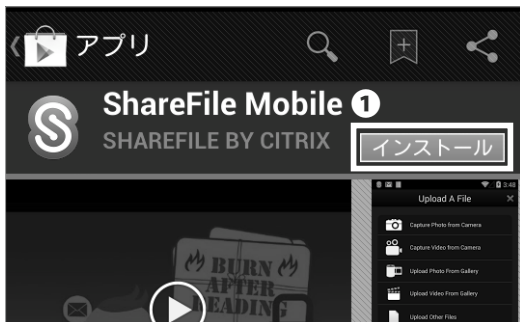 アプリ
ShareFile Mobile ❶
SHAREFILE BY CITRIX
インストール
3:48
Upload A File
Capture Photo from Camera
Capture Video from Camera
Upload Photo From Gallery
Upload Video From Gallery
Upload Other Files
BURN
AFTER
READING